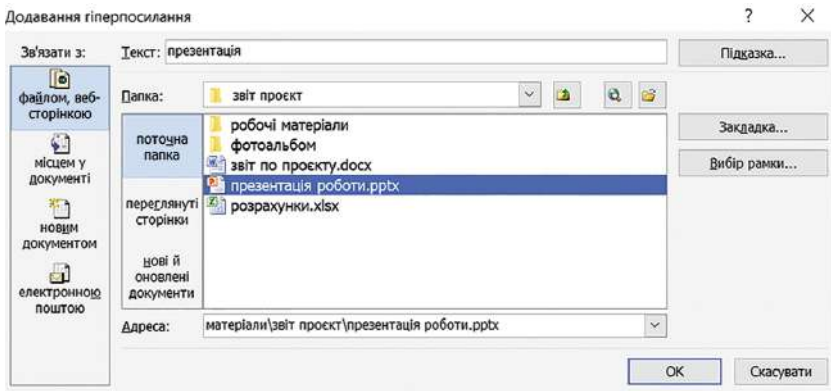 Додавання гіперпосилання
? ×
Зв'язати з:
Текст: презентація
Підказка...
файлом, веб-
сторінкою
Папка: звіт проєкт
місцем у
документі
новим
документом
електронною
поштою
поточна
папка
переглянуті
сторінки
нові й
оновлені
документи
робочі матеріали
фотоальбом
звіт по проєкту.docx
презентація роботи.pptx
розрахунки.xlsx
Закладка...
Вибір рамки...
Адреса: матеріали\звіт проєкт\презентація роботи.pptx
ОК
Скасувати